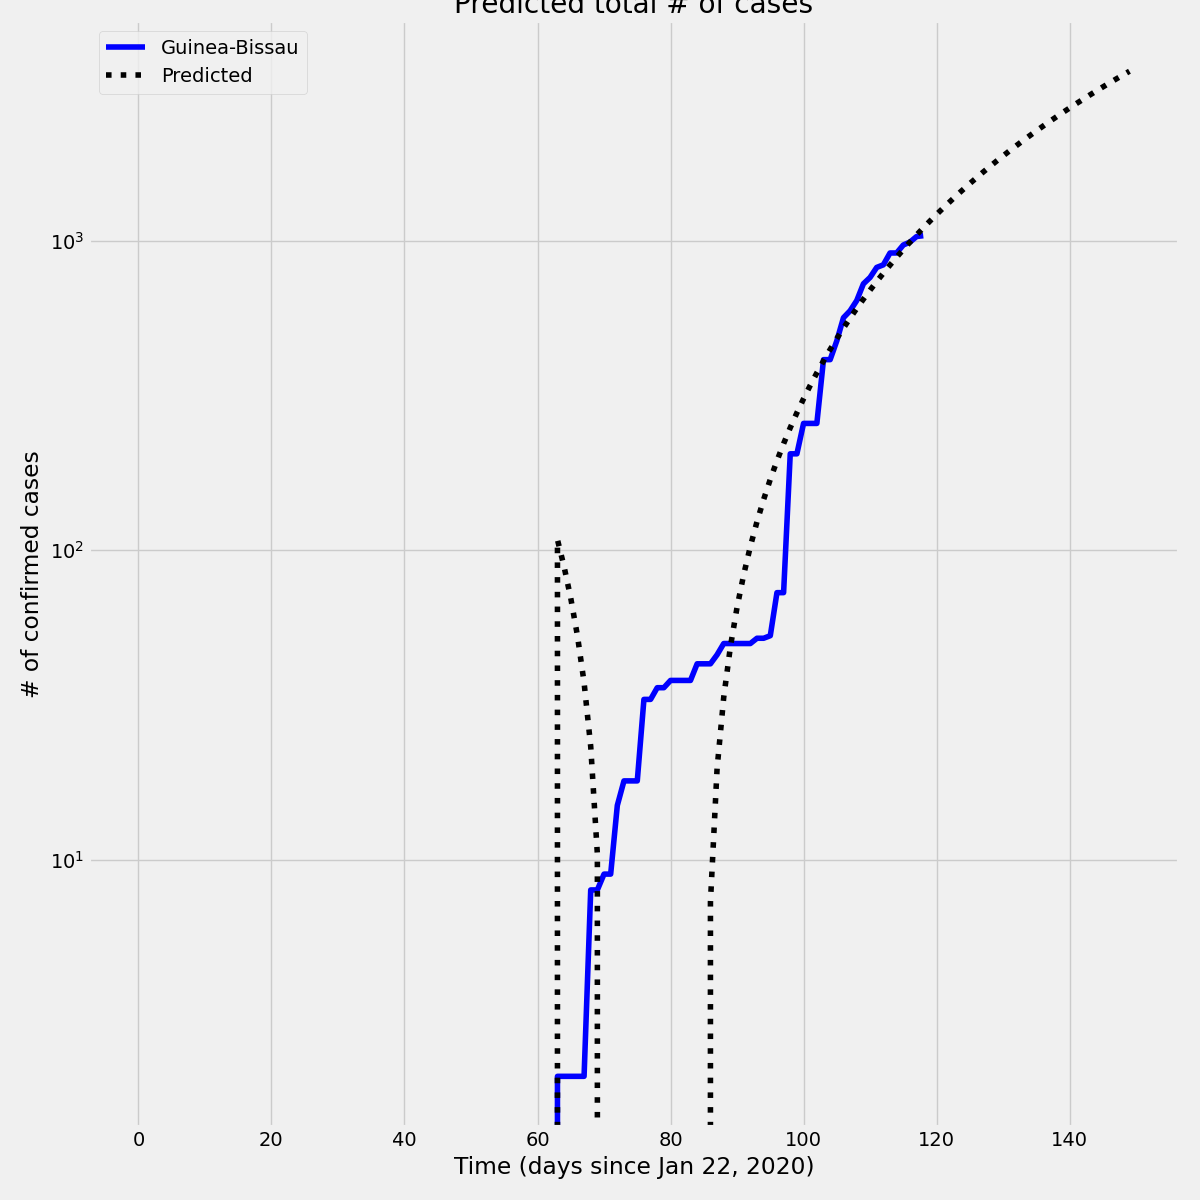 Predicted total # of cases
Guinea-Bissau
Predicted
10³
10²
10¹
# of confirmed cases
0 20 40 60 80 100 120 140
Time (days since Jan 22, 2020)